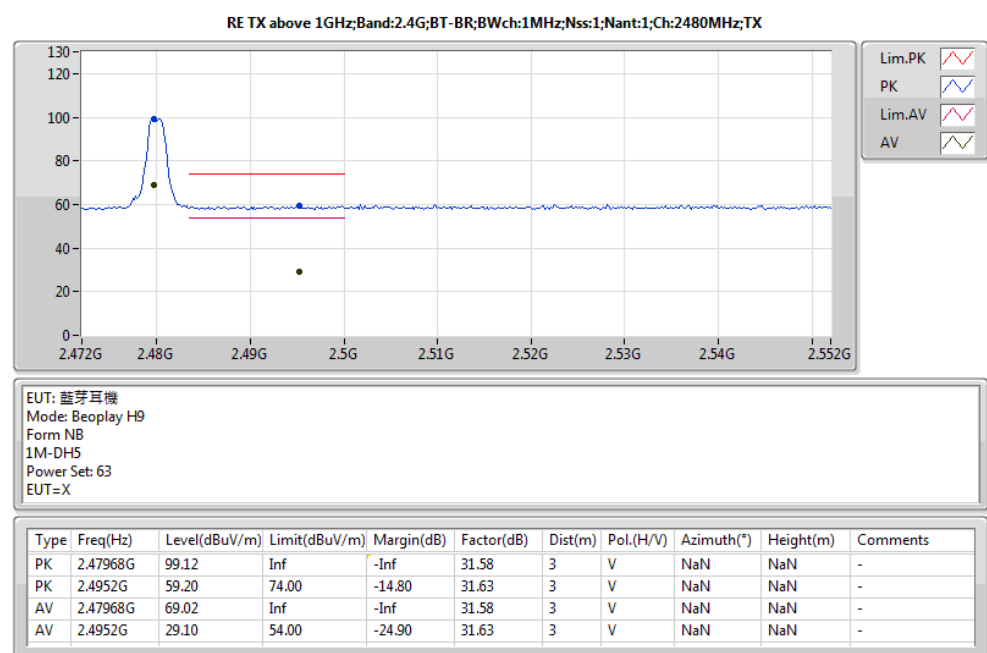 RE TX above 1GHz;Band:2.4G;BT-BR;BWch:1MHz;Nss:1;Nant:1;Ch:2480MHz;TX
130
120
100
80
60
40
20
0
2.472G 2.48G 2.49G 2.5G 2.51G 2.52G 2.53G 2.54G 2.552G
Lim.PK
PK
Lim.AV
AV
EUT: 藍芽耳機
Mode: Beoplay H9
Form NB
1M-DH5
Power Set: 63
EUT=X
Type Freq(Hz) Level(dBuV/m) Limit(dBuV/m) Margin(dB) Factor(dB) Dist(m) Pol.(H/V) Azimuth(°) Height(m) Comments
PK 2.47968G 99.12 Inf -Inf 31.58 3 V NaN NaN -
PK 2.4952G 59.20 74.00 -14.80 31.63 3 V NaN NaN -
AV 2.47968G 69.02 Inf -Inf 31.58 3 V NaN NaN -
AV 2.4952G 29.10 54.00 -24.90 31.63 3 V NaN NaN -